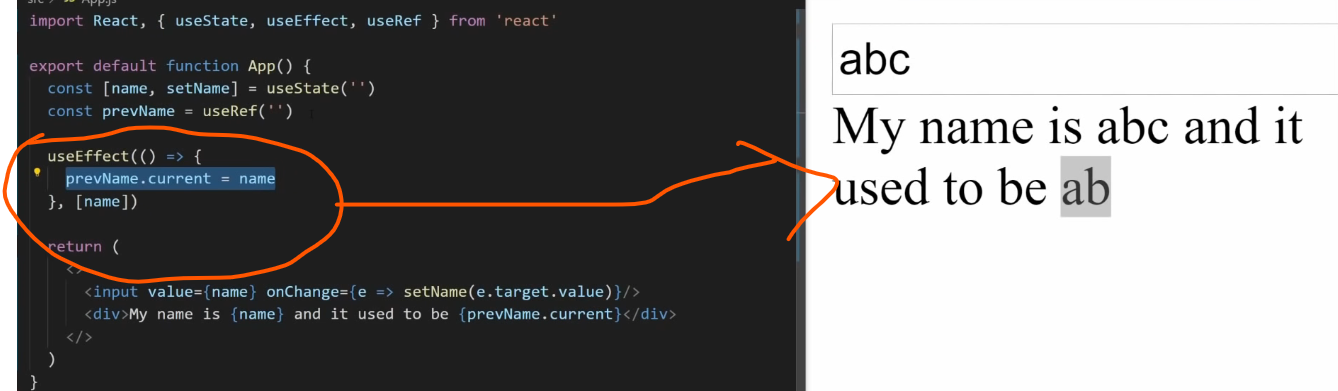 src > App.js
import React, { useState, useEffect, useRef } from 'react'
export default function App() {
const [name, setName] = useState('')
const prevName = useRef('')
useEffect(() => {
prevName.current = name
}, [name])
return (
<>
<input value={name} onChange={e => setName(e.target.value)}/>
<div>My name is {name} and it used to be {prevName.current}</div>
</>
)
}
abc
My name is abc and it
used to be ab